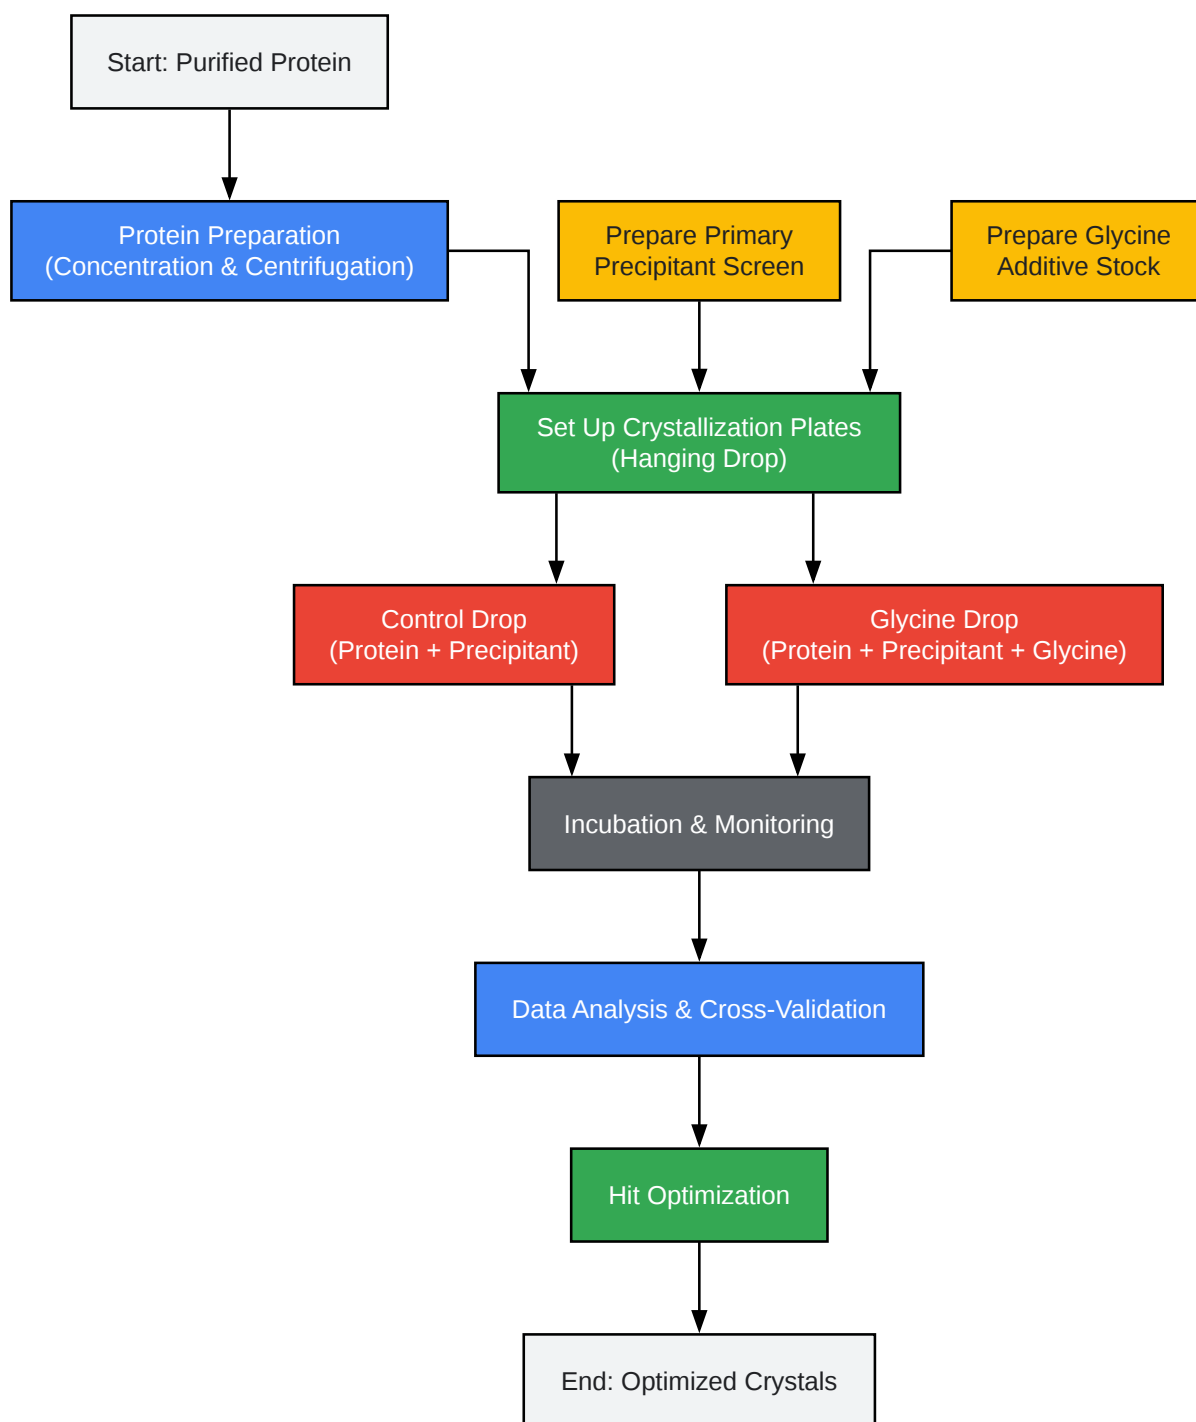 Start: Purified Protein
Protein Preparation
(Concentration & Centrifugation)
Prepare Primary
Precipitant Screen
Prepare Glycine
Additive Stock
Set Up Crystallization Plates
(Hanging Drop)
Control Drop
(Protein + Precipitant)
Glycine Drop
(Protein + Precipitant + Glycine)
Incubation & Monitoring
Data Analysis & Cross-Validation
Hit Optimization
End: Optimized Crystals